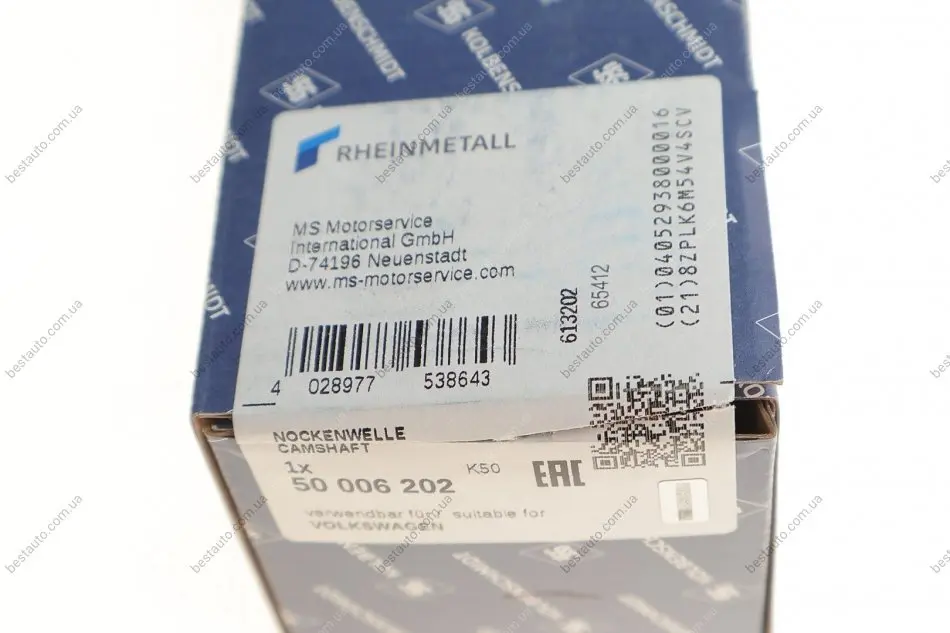 RHEINMETALL
MS Motorservice
International GmbH
D-74196 Neuenstadt
www.ms-motorservice.com
4 028977 538643
613202
65412
(01)04052938000016
(21)8ZPLK6M54V4SCV
NOCKENWELLE
CAMSHAFT
1x
K50
50 006 202
EAC
verwendbar für / suitable for
VOLKSWAGEN
KOLBENSCHMIDT
bestauto.com.ua